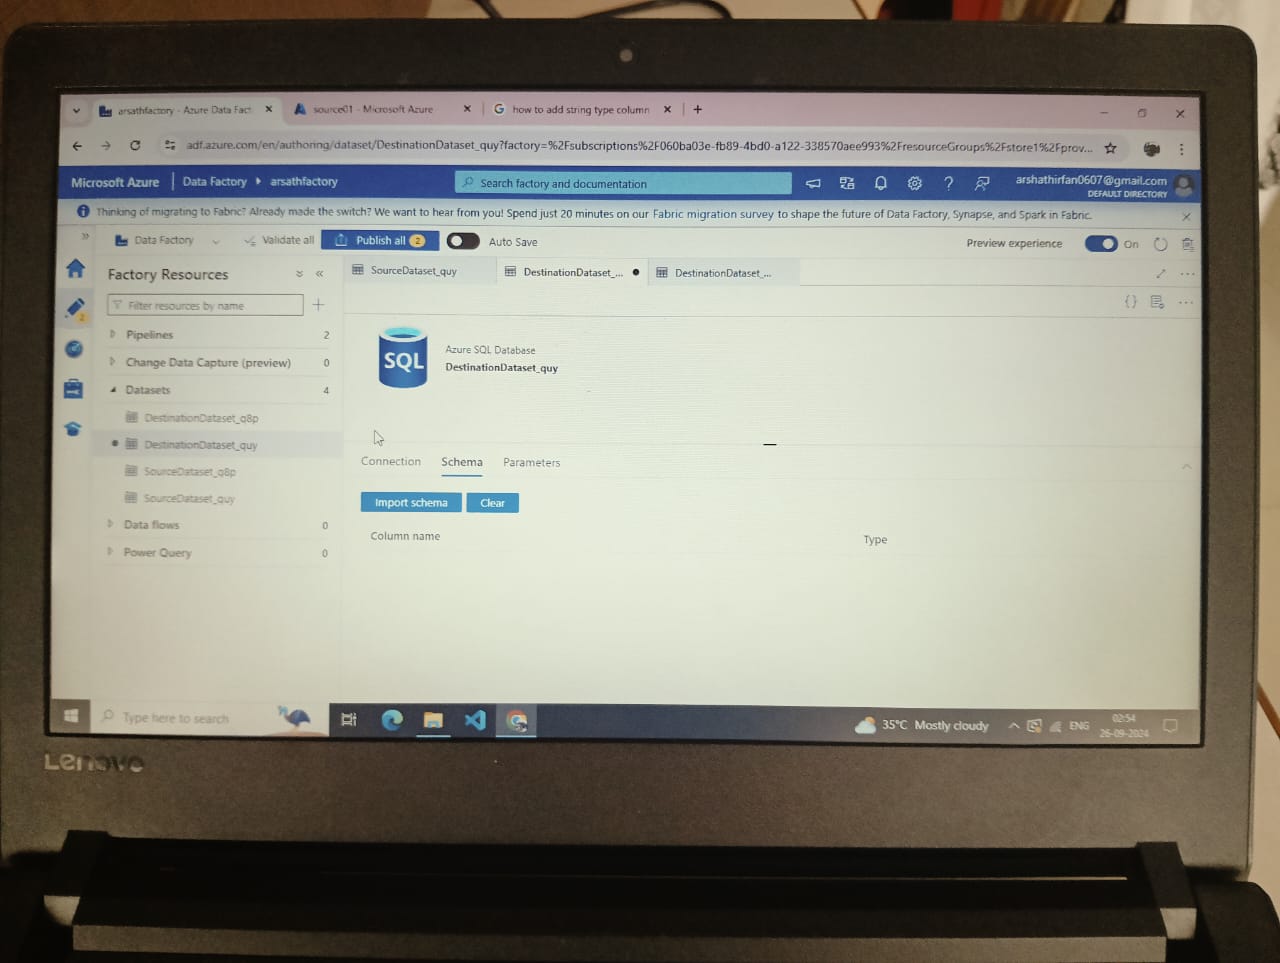 arsathfactory - Azure Data Fact
source01 - Microsoft Azure
how to add string type column
adf.azure.com/en/authoring/dataset/DestinationDataset_quy?factory=%2Fsubscriptions%2F060ba03e-fb89-4bd0-a122-338570aee993%2FresourceGroups%2Fstore1%2Fprov...
Microsoft Azure | Data Factory ▸ arsathfactory
Search factory and documentation
arshathirfan0607@gmail.com
DEFAULT DIRECTORY
Thinking of migrating to Fabric? Already made the switch? We want to hear from you! Spend just 20 minutes on our Fabric migration survey to shape the future of Data Factory, Synapse, and Spark in Fabric.
Data Factory
Validate all
Publish all 2
Auto Save
Preview experience
On
Factory Resources
Filter resources by name
Pipelines 2
Change Data Capture (preview) 0
Datasets 4
DestinationDataset_q8p
DestinationDataset_quy
SourceDataset_q8p
SourceDataset_quy
Data flows 0
Power Query 0
SourceDataset_quy
DestinationDataset_...
DestinationDataset_...
SQL
Azure SQL Database
DestinationDataset_quy
Connection
Schema
Parameters
Import schema
Clear
Column name
Type
Type here to search
35°C Mostly cloudy
ENG
02:54
26-09-2024
Lenovo